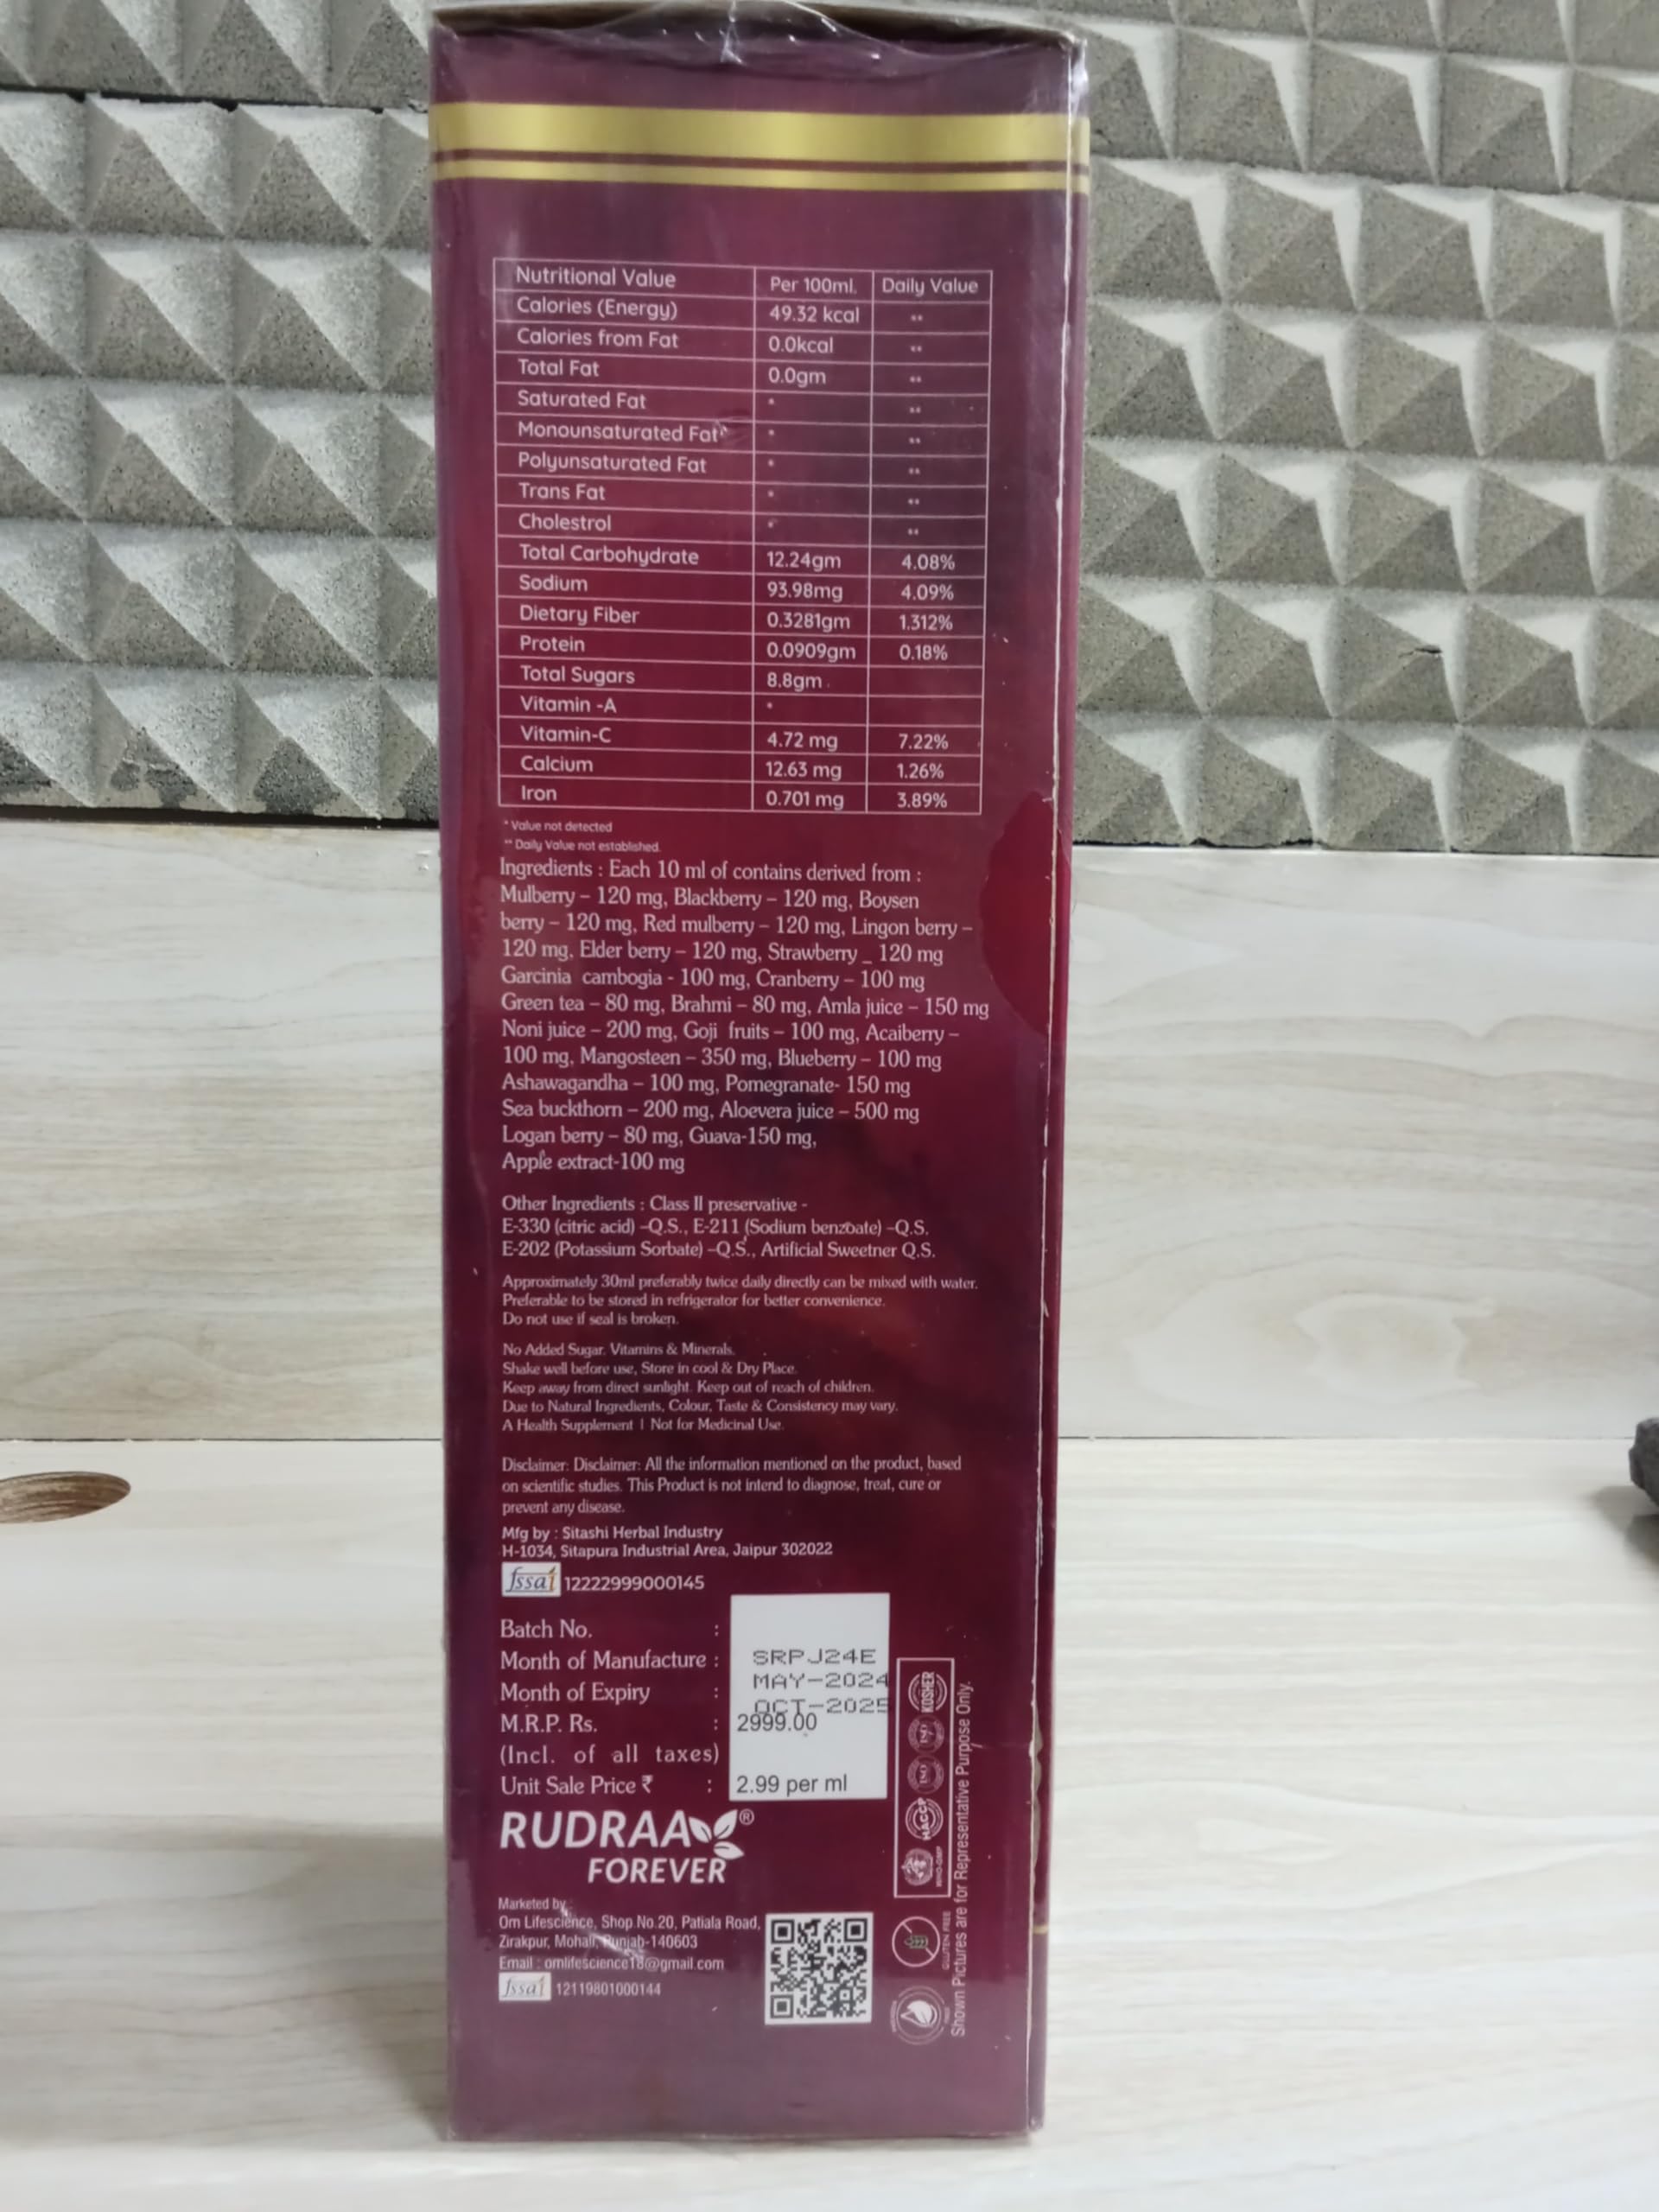 Nutritional Value Per 100ml. Daily Value
Calories (Energy) 49.32 kcal **
Calories from Fat 0.0kcal **
Total Fat 0.0gm **
Saturated Fat * **
Monounsaturated Fat * **
Polyunsaturated Fat * **
Trans Fat * **
Cholestrol * **
Total Carbohydrate 12.24gm 4.08%
Sodium 93.98mg 4.09%
Dietary Fiber 0.3281gm 1.312%
Protein 0.0909gm 0.18%
Total Sugars 8.8gm
Vitamin -A *
Vitamin-C 4.72 mg 7.22%
Calcium 12.63 mg 1.26%
Iron 0.701 mg 3.89%
* Value not detected
** Daily Value not established.
Ingredients : Each 10 ml of contains derived from :
Mulberry – 120 mg, Blackberry – 120 mg, Boysen
berry – 120 mg, Red mulberry – 120 mg, Lingon berry –
120 mg, Elder berry – 120 mg, Strawberry _ 120 mg
Garcinia cambogia - 100 mg, Cranberry – 100 mg
Green tea – 80 mg, Brahmi – 80 mg, Amla juice – 150 mg
Noni juice – 200 mg, Goji fruits – 100 mg, Acaiberry –
100 mg, Mangosteen – 350 mg, Blueberry – 100 mg
Ashawagandha – 100 mg, Pomegranate- 150 mg
Sea buckthorn – 200 mg, Aloevera juice – 500 mg
Logan berry – 80 mg, Guava-150 mg,
Apple extract-100 mg
Other Ingredients : Class II preservative -
E-330 (citric acid) –Q.S., E-211 (Sodium benzoate) –Q.S.
E-202 (Potassium Sorbate) –Q.S., Artificial Sweetner Q.S.
Approximately 30ml preferably twice daily directly can be mixed with water.
Preferable to be stored in refrigerator for better convenience.
Do not use if seal is broken.
No Added Sugar, Vitamins & Minerals.
Shake well before use, Store in cool & Dry Place.
Keep away from direct sunlight. Keep out of reach of children.
Due to Natural Ingredients, Colour, Taste & Consistency may vary.
A Health Supplement | Not for Medicinal Use.
Disclaimer: Disclaimer: All the information mentioned on the product, based
on scientific studies. This Product is not intend to diagnose, treat, cure or
prevent any disease.
Mfg by : Sitashi Herbal Industry
H-1034, Sitapura Industrial Area, Jaipur 302022
fssai 12222999000145
Batch No. : SRPJ24E
Month of Manufacture : MAY-2024
Month of Expiry : OCT-2025
M.R.P. Rs. : 2999.00
(Incl. of all taxes)
Unit Sale Price ₹ : 2.99 per ml
RUDRAA ®
FOREVER
Marketed by :
Om Lifescience, Shop No.20, Patiala Road,
Zirakpur, Mohali, Punjab-140603
Email : omlifescience18@gmail.com
fssai 12119801000144
KOSHER
ISO
ISO
HACCP
WHO-GMP
GLUTEN FREE
Shown Pictures are for Representative Purpose Only.